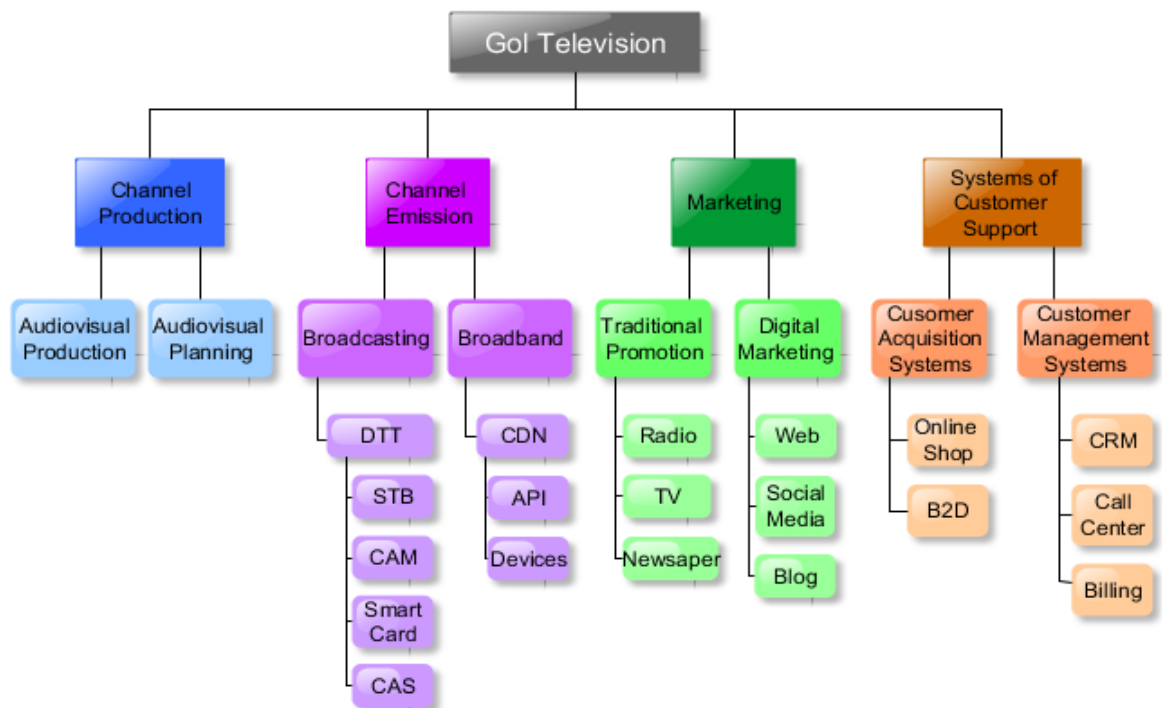 Gol Television
Channel
Production
Channel
Emission
Marketing
Systems of
Customer
Support
Audiovisual
Production
Audiovisual
Planning
Broadcasting
Broadband
Traditional
Promotion
Digital
Marketing
Cusomer
Acquisition
Systems
Customer
Management
Systems
DTT
STB
CAM
Smart
Card
CAS
CDN
API
Devices
Radio
TV
Newsaper
Web
Social
Media
Blog
Online
Shop
B2D
CRM
Call
Center
Billing